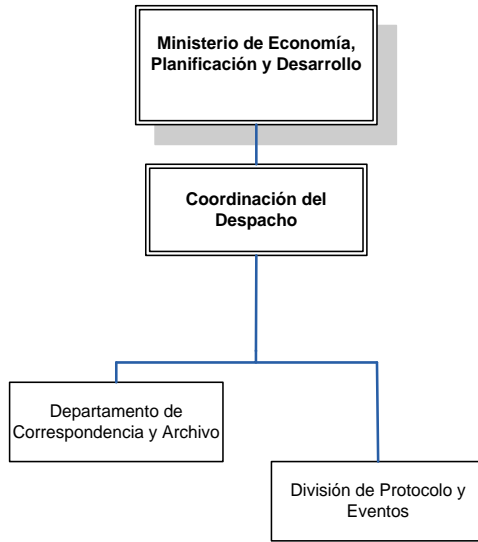 Ministerio de Economía,
Planificación y Desarrollo
Coordinación del
Despacho
Departamento de
Correspondencia y Archivo
División de Protocolo y
Eventos